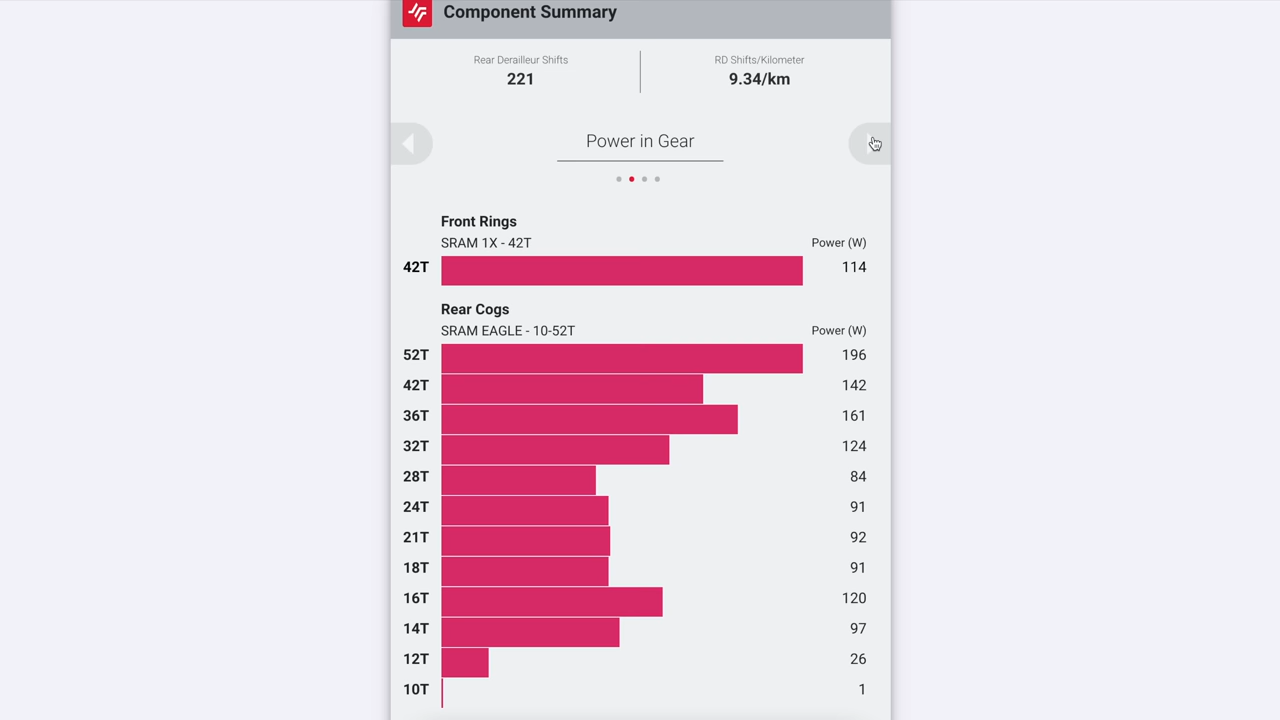 Component Summary
Rear Derailleur Shifts
221
RD Shifts/Kilometer
9.34/km
Power in Gear
Front Rings
SRAM 1X - 42T Power (W)
42T 114
Rear Cogs
SRAM EAGLE - 10-52T Power (W)
52T 196
42T 142
36T 161
32T 124
28T 84
24T 91
21T 92
18T 91
16T 120
14T 97
12T 26
10T 1